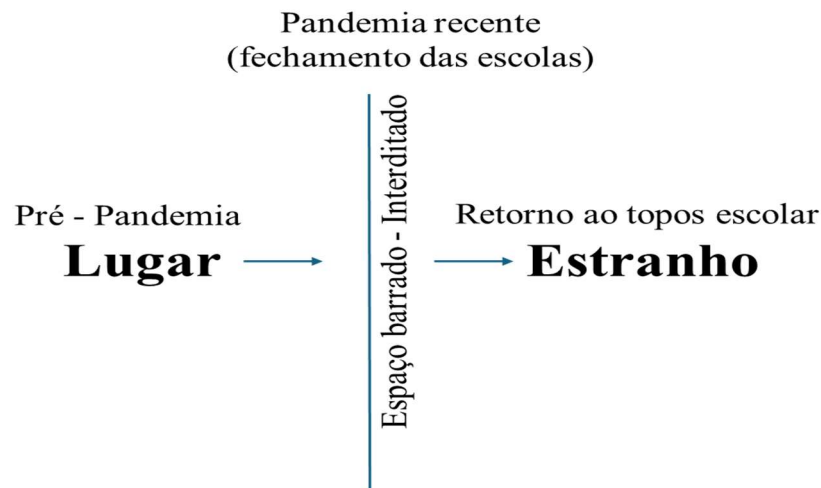 Pandemia recente
(fechamento das escolas)
Pré - Pandemia
Lugar
Espaço barrado - Interditado
Retorno ao topos escolar
Estranho